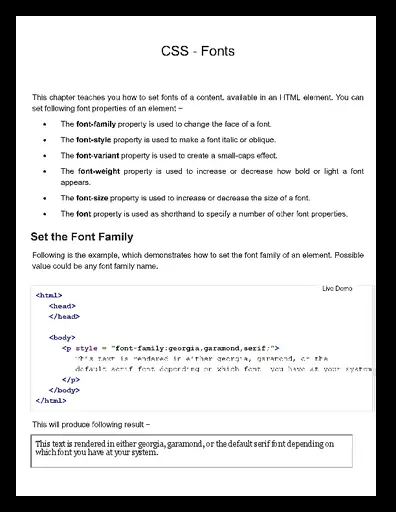 CSS - Fonts
This chapter teaches you how to set fonts of a content, available in an HTML element. You can
set following font properties of an element −
• The font-family property is used to change the face of a font.
• The font-style property is used to make a font italic or oblique.
• The font-variant property is used to create a small-caps effect.
• The font-weight property is used to increase or decrease how bold or light a font
appears.
• The font-size property is used to increase or decrease the size of a font.
• The font property is used as shorthand to specify a number of other font properties.
Set the Font Family
Following is the example, which demonstrates how to set the font family of an element. Possible
value could be any font family name.
Live Demo
<html>
<head>
</head>
<body>
<p style = "font-family:georgia,garamond,serif;">
This text is rendered in either georgia, garamond, or the
default serif font depending on which font  you have at your system
</p>
</body>
</html>
This will produce following result −
This text is rendered in either georgia, garamond, or the default serif font depending on
which font you have at your system.